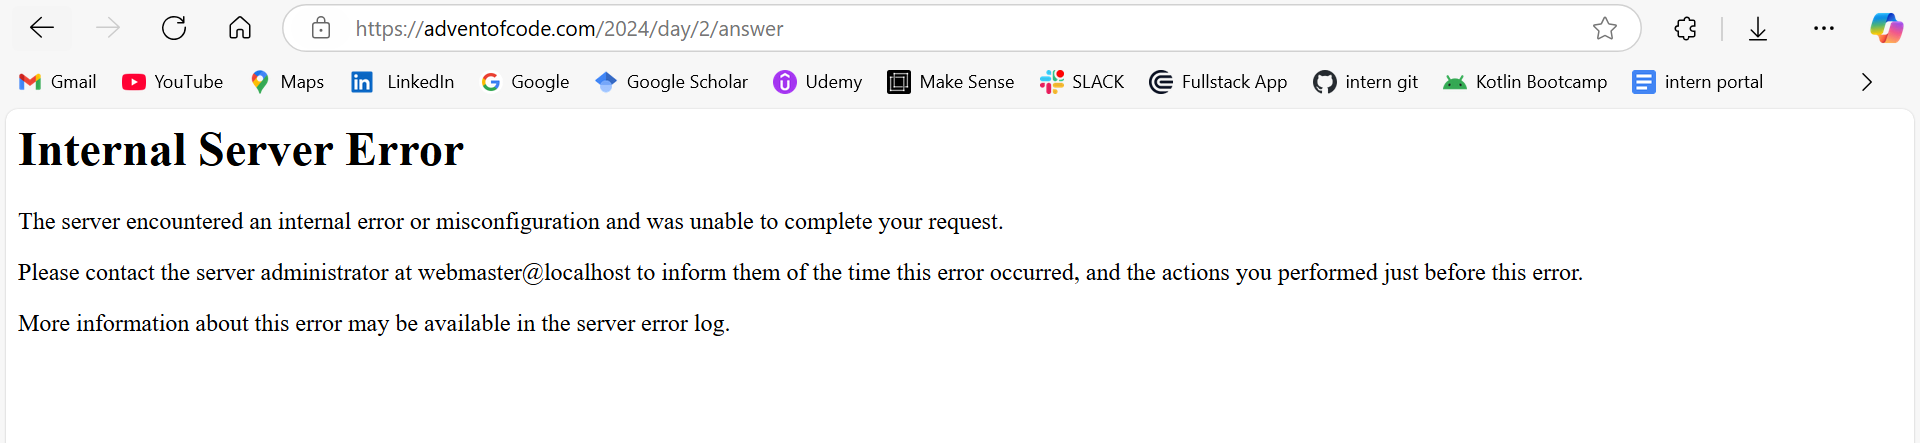 https://adventofcode.com/2024/day/2/answer
Gmail YouTube Maps LinkedIn Google Google Scholar Udemy Make Sense SLACK Fullstack App intern git Kotlin Bootcamp intern portal
Internal Server Error
The server encountered an internal error or misconfiguration and was unable to complete your request.
Please contact the server administrator at webmaster@localhost to inform them of the time this error occurred, and the actions you performed just before this error.
More information about this error may be available in the server error log.